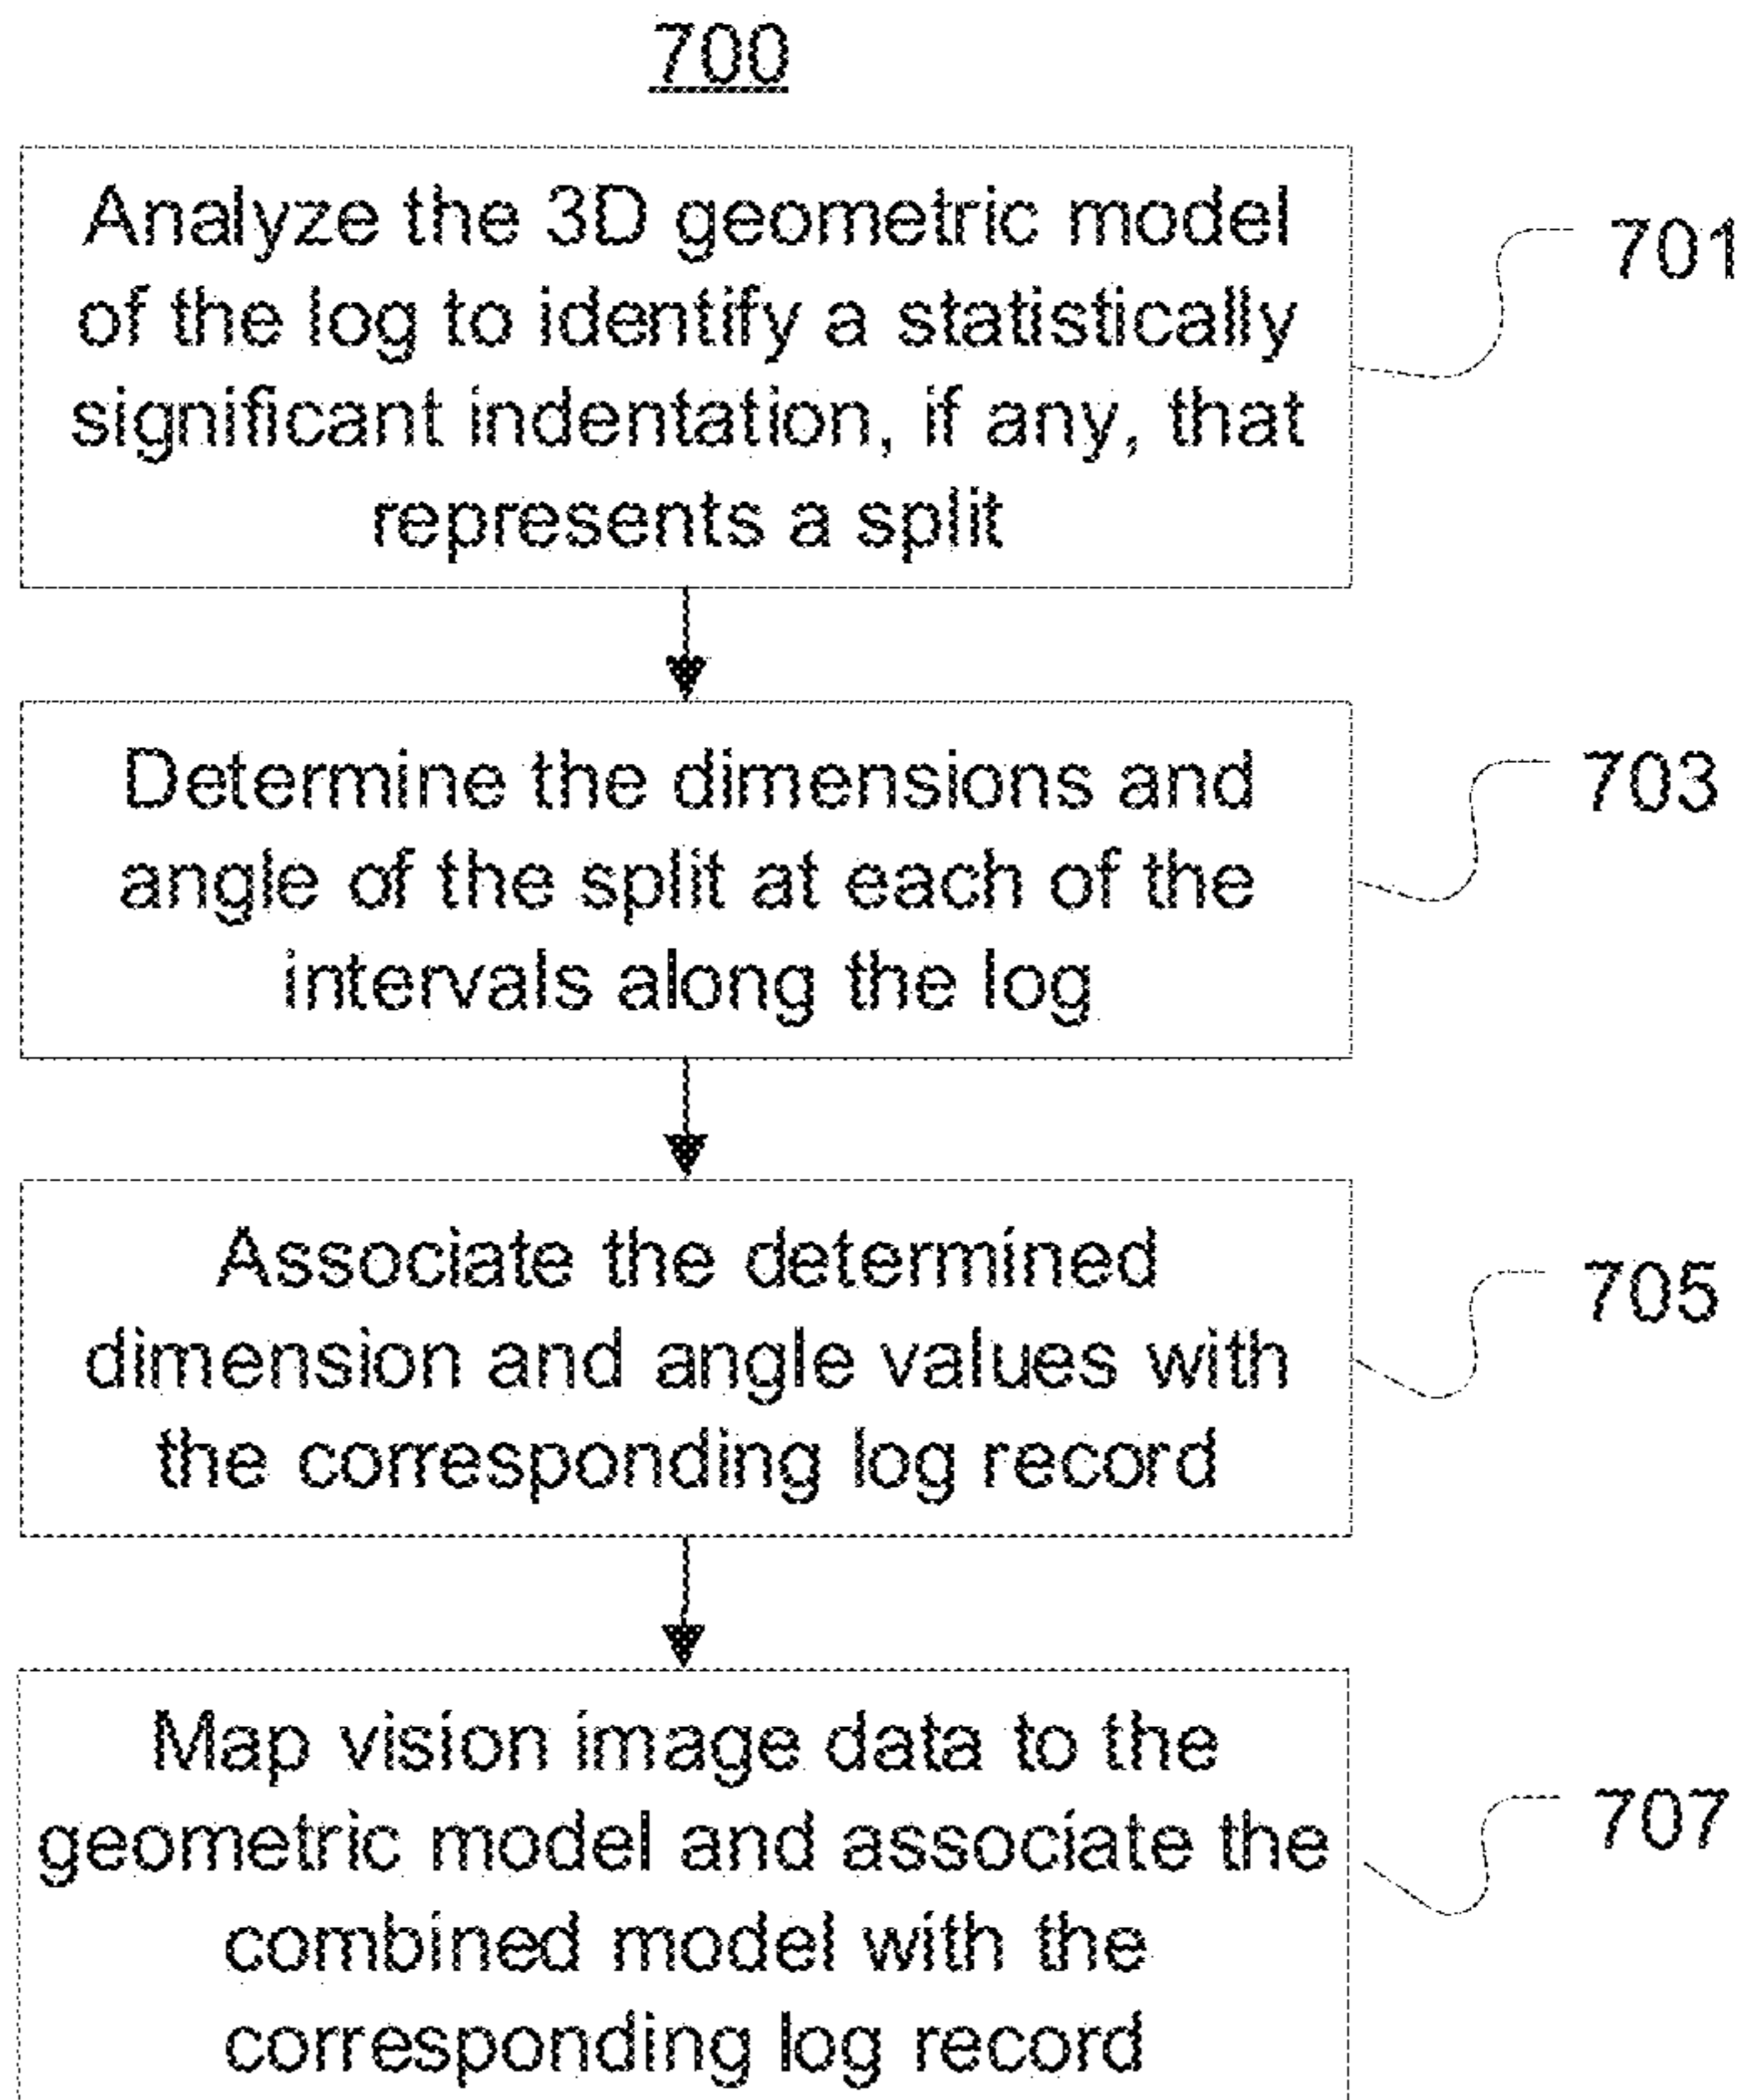 700
Analyze the 3D geometric model
of the log to identify a statistically
significant indentation, if any, that
represents a split
701
Determine the dimensions and
angle of the split at each of the
intervals along the log
703
Associate the determined
dimension and angle values with
the corresponding log record
705
Map vision image data to the
geometric model and associate the
combined model with the
corresponding log record
707